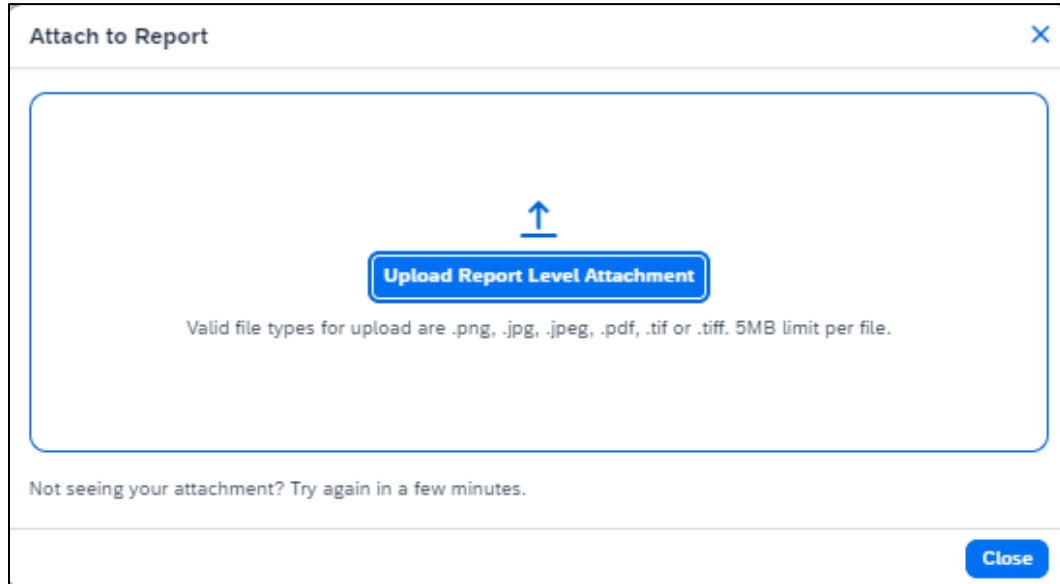 Attach to Report
Upload Report Level Attachment
Valid file types for upload are .png, .jpg, .jpeg, .pdf, .tif or .tiff. 5MB limit per file.
Not seeing your attachment? Try again in a few minutes.
Close